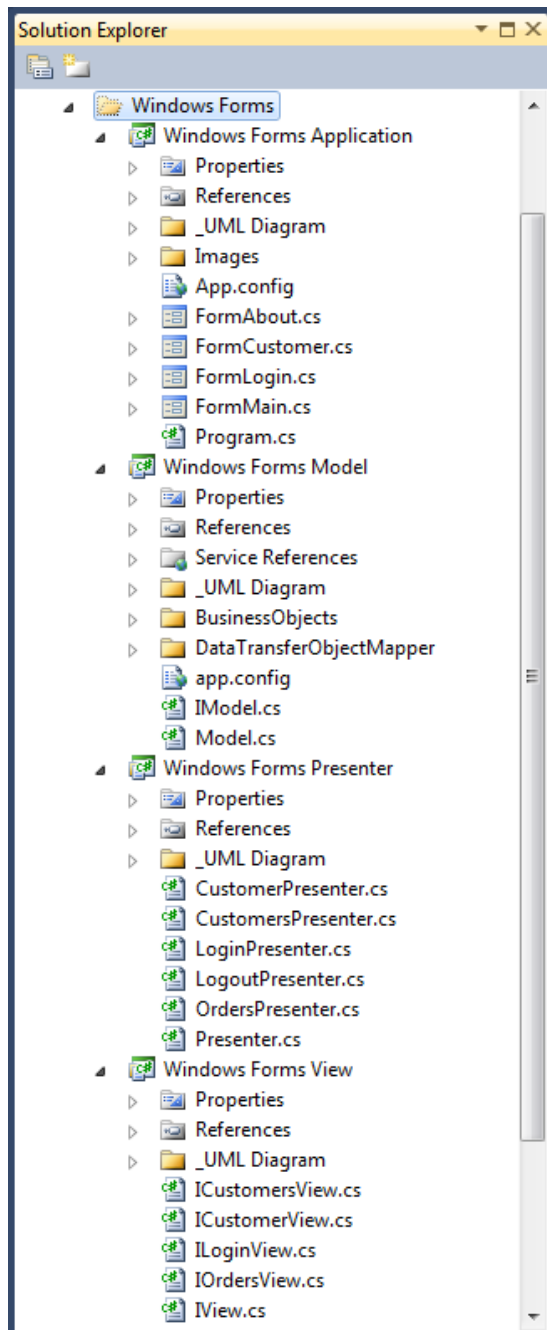 Solution Explorer
Windows Forms
Windows Forms Application
Properties
References
_UML Diagram
Images
App.config
FormAbout.cs
FormCustomer.cs
FormLogin.cs
FormMain.cs
Program.cs
Windows Forms Model
Properties
References
Service References
_UML Diagram
BusinessObjects
DataTransferObjectMapper
app.config
IModel.cs
Model.cs
Windows Forms Presenter
Properties
References
_UML Diagram
CustomerPresenter.cs
CustomersPresenter.cs
LoginPresenter.cs
LogoutPresenter.cs
OrdersPresenter.cs
Presenter.cs
Windows Forms View
Properties
References
_UML Diagram
ICustomersView.cs
ICustomerView.cs
ILoginView.cs
IOrdersView.cs
IView.cs